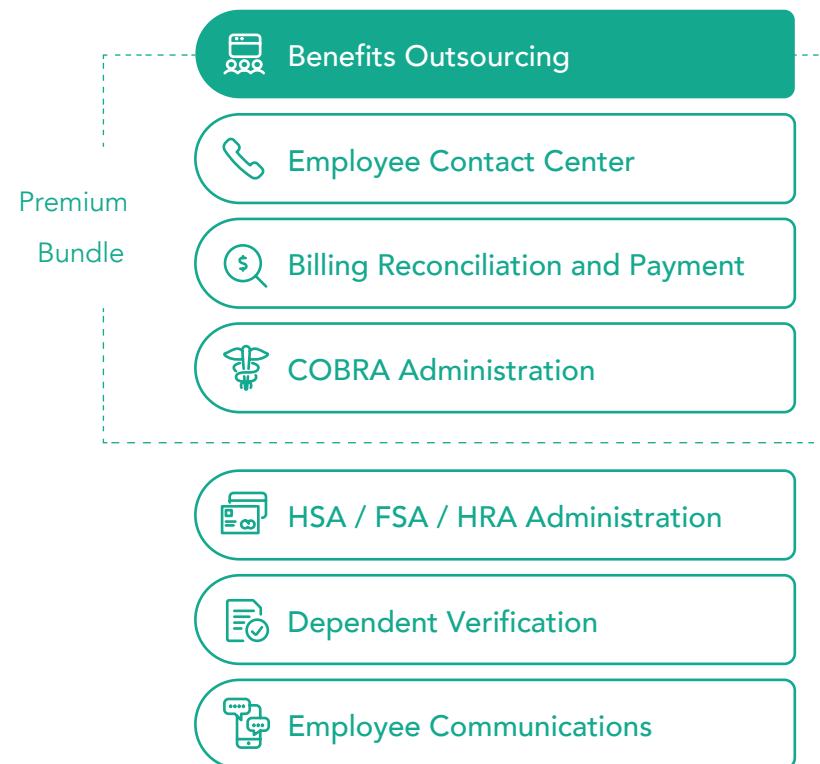 Benefits Outsourcing
Employee Contact Center
Premium
Bundle
Billing Reconciliation and Payment
COBRA Administration
HSA / FSA / HRA Administration
Dependent Verification
Employee Communications